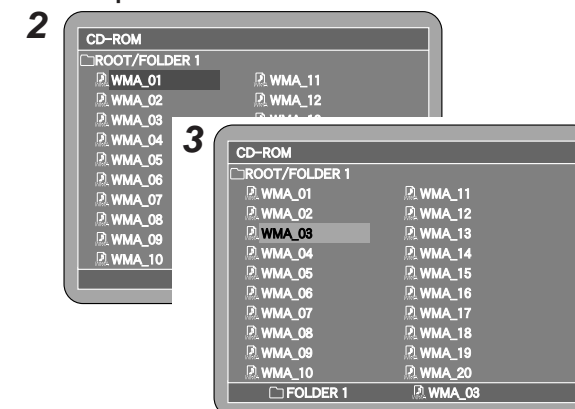 2
CD-ROM
ROOT/FOLDER 1
WMA_01 WMA_11
WMA_02 WMA_12
WMA_03
WMA_04
WMA_05
WMA_06
WMA_07
WMA_08
WMA_09
WMA_10
3
CD-ROM
ROOT/FOLDER 1
WMA_01 WMA_11
WMA_02 WMA_12
WMA_03 WMA_13
WMA_04 WMA_14
WMA_05 WMA_15
WMA_06 WMA_16
WMA_07 WMA_17
WMA_08 WMA_18
WMA_09 WMA_19
WMA_10 WMA_20
FOLDER 1 WMA_03